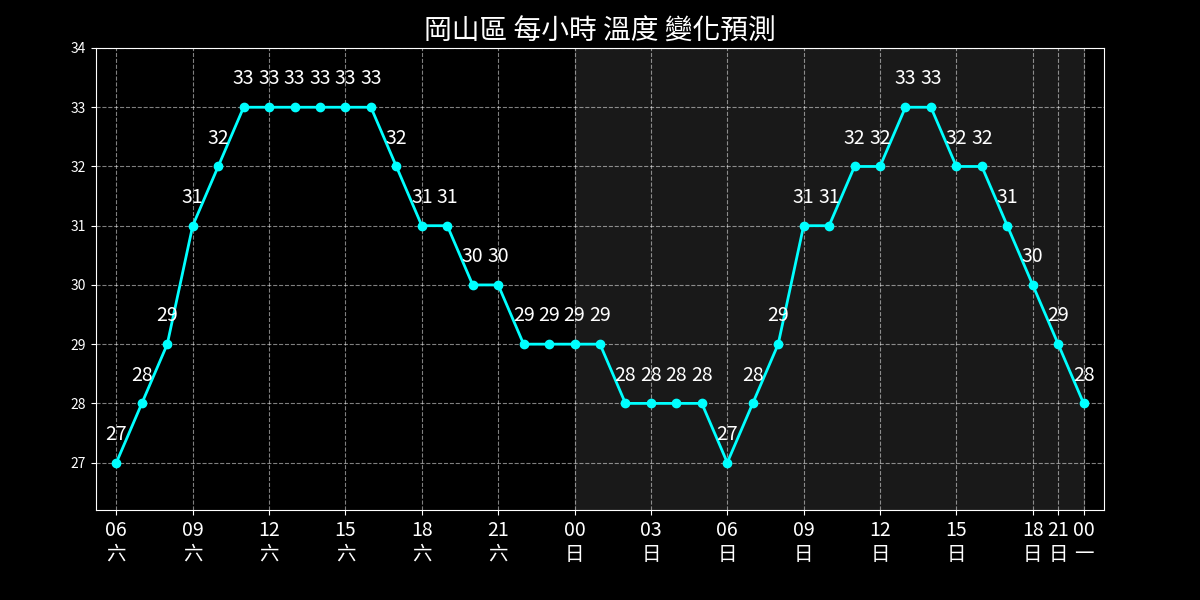 岡山區 每小時 溫度 變化預測
34
33 33 33 33 33 33 33 33
33
32 32 32 32 32 32
32
31 31 31 31 31 31
31
30 30 30
30
29 29 29 29 29 29 29
29
28 28 28 28 28 28 28
28
27 27
27
06 09 12 15 18 21 00 03 06 09 12 15 18 21 00
六 六 六 六 六 六 日 日 日 日 日 日 日 日 一